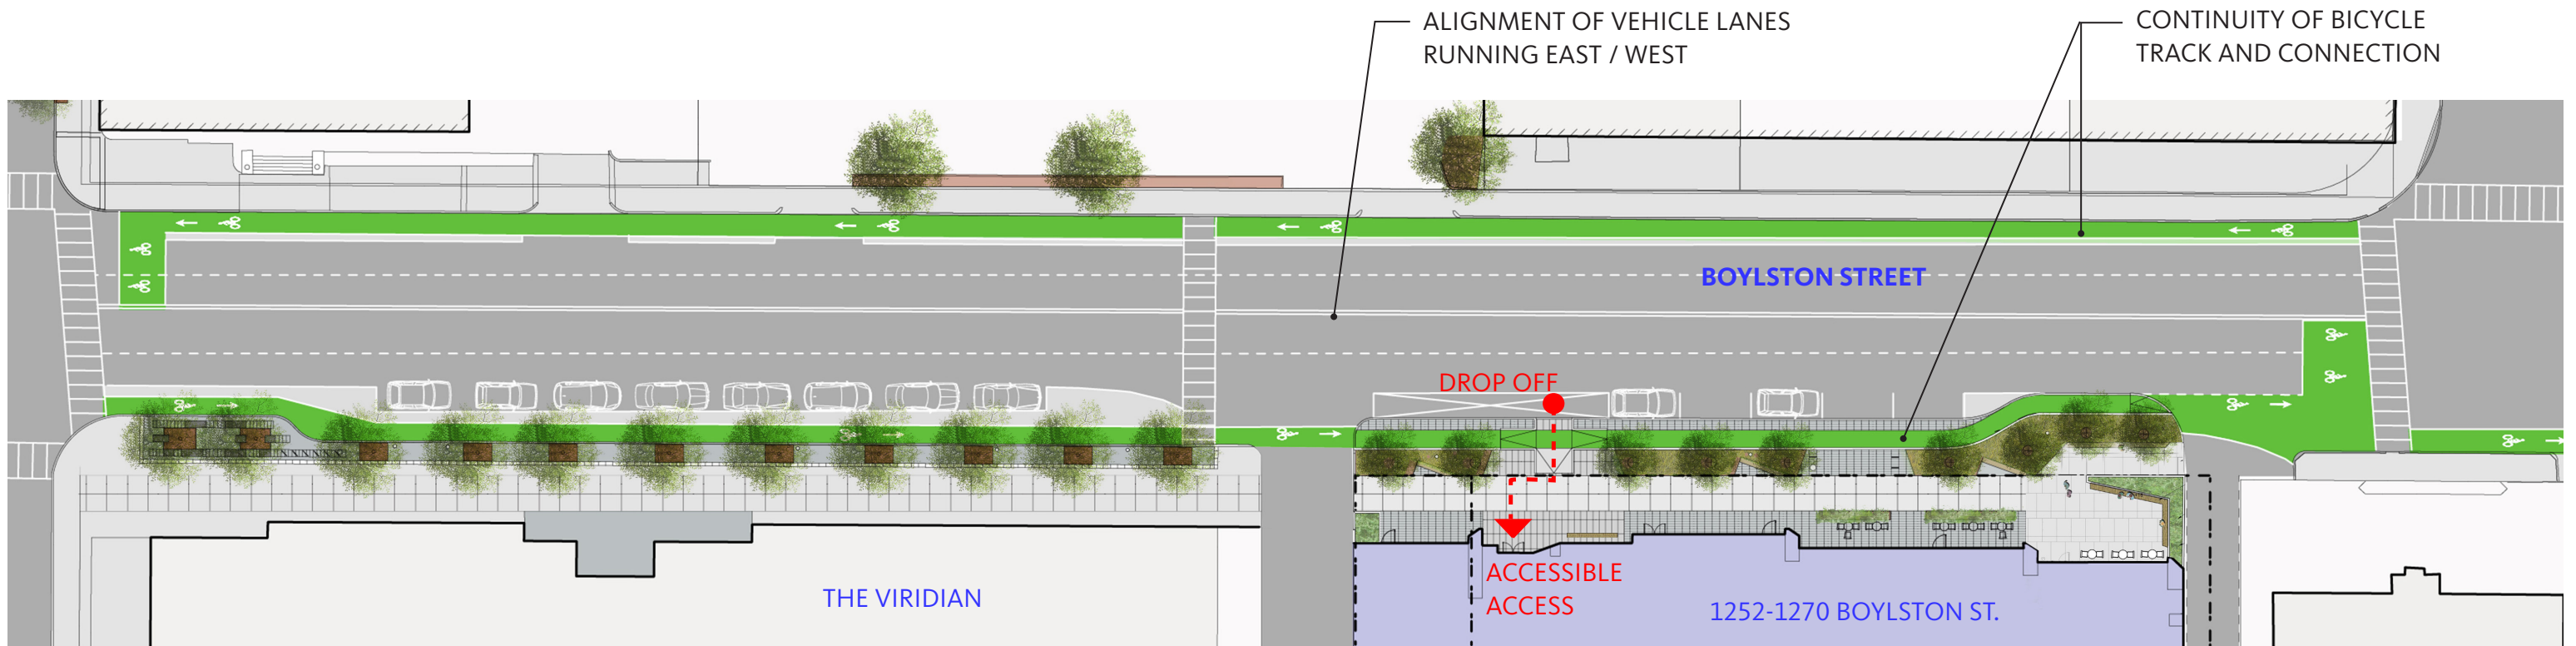 ALIGNMENT OF VEHICLE LANES
RUNNING EAST / WEST
CONTINUITY OF BICYCLE
TRACK AND CONNECTION
BOYLSTON STREET
DROP OFF
ACCESSIBLE
ACCESS
THE VIRIDIAN
1252-1270 BOYLSTON ST.